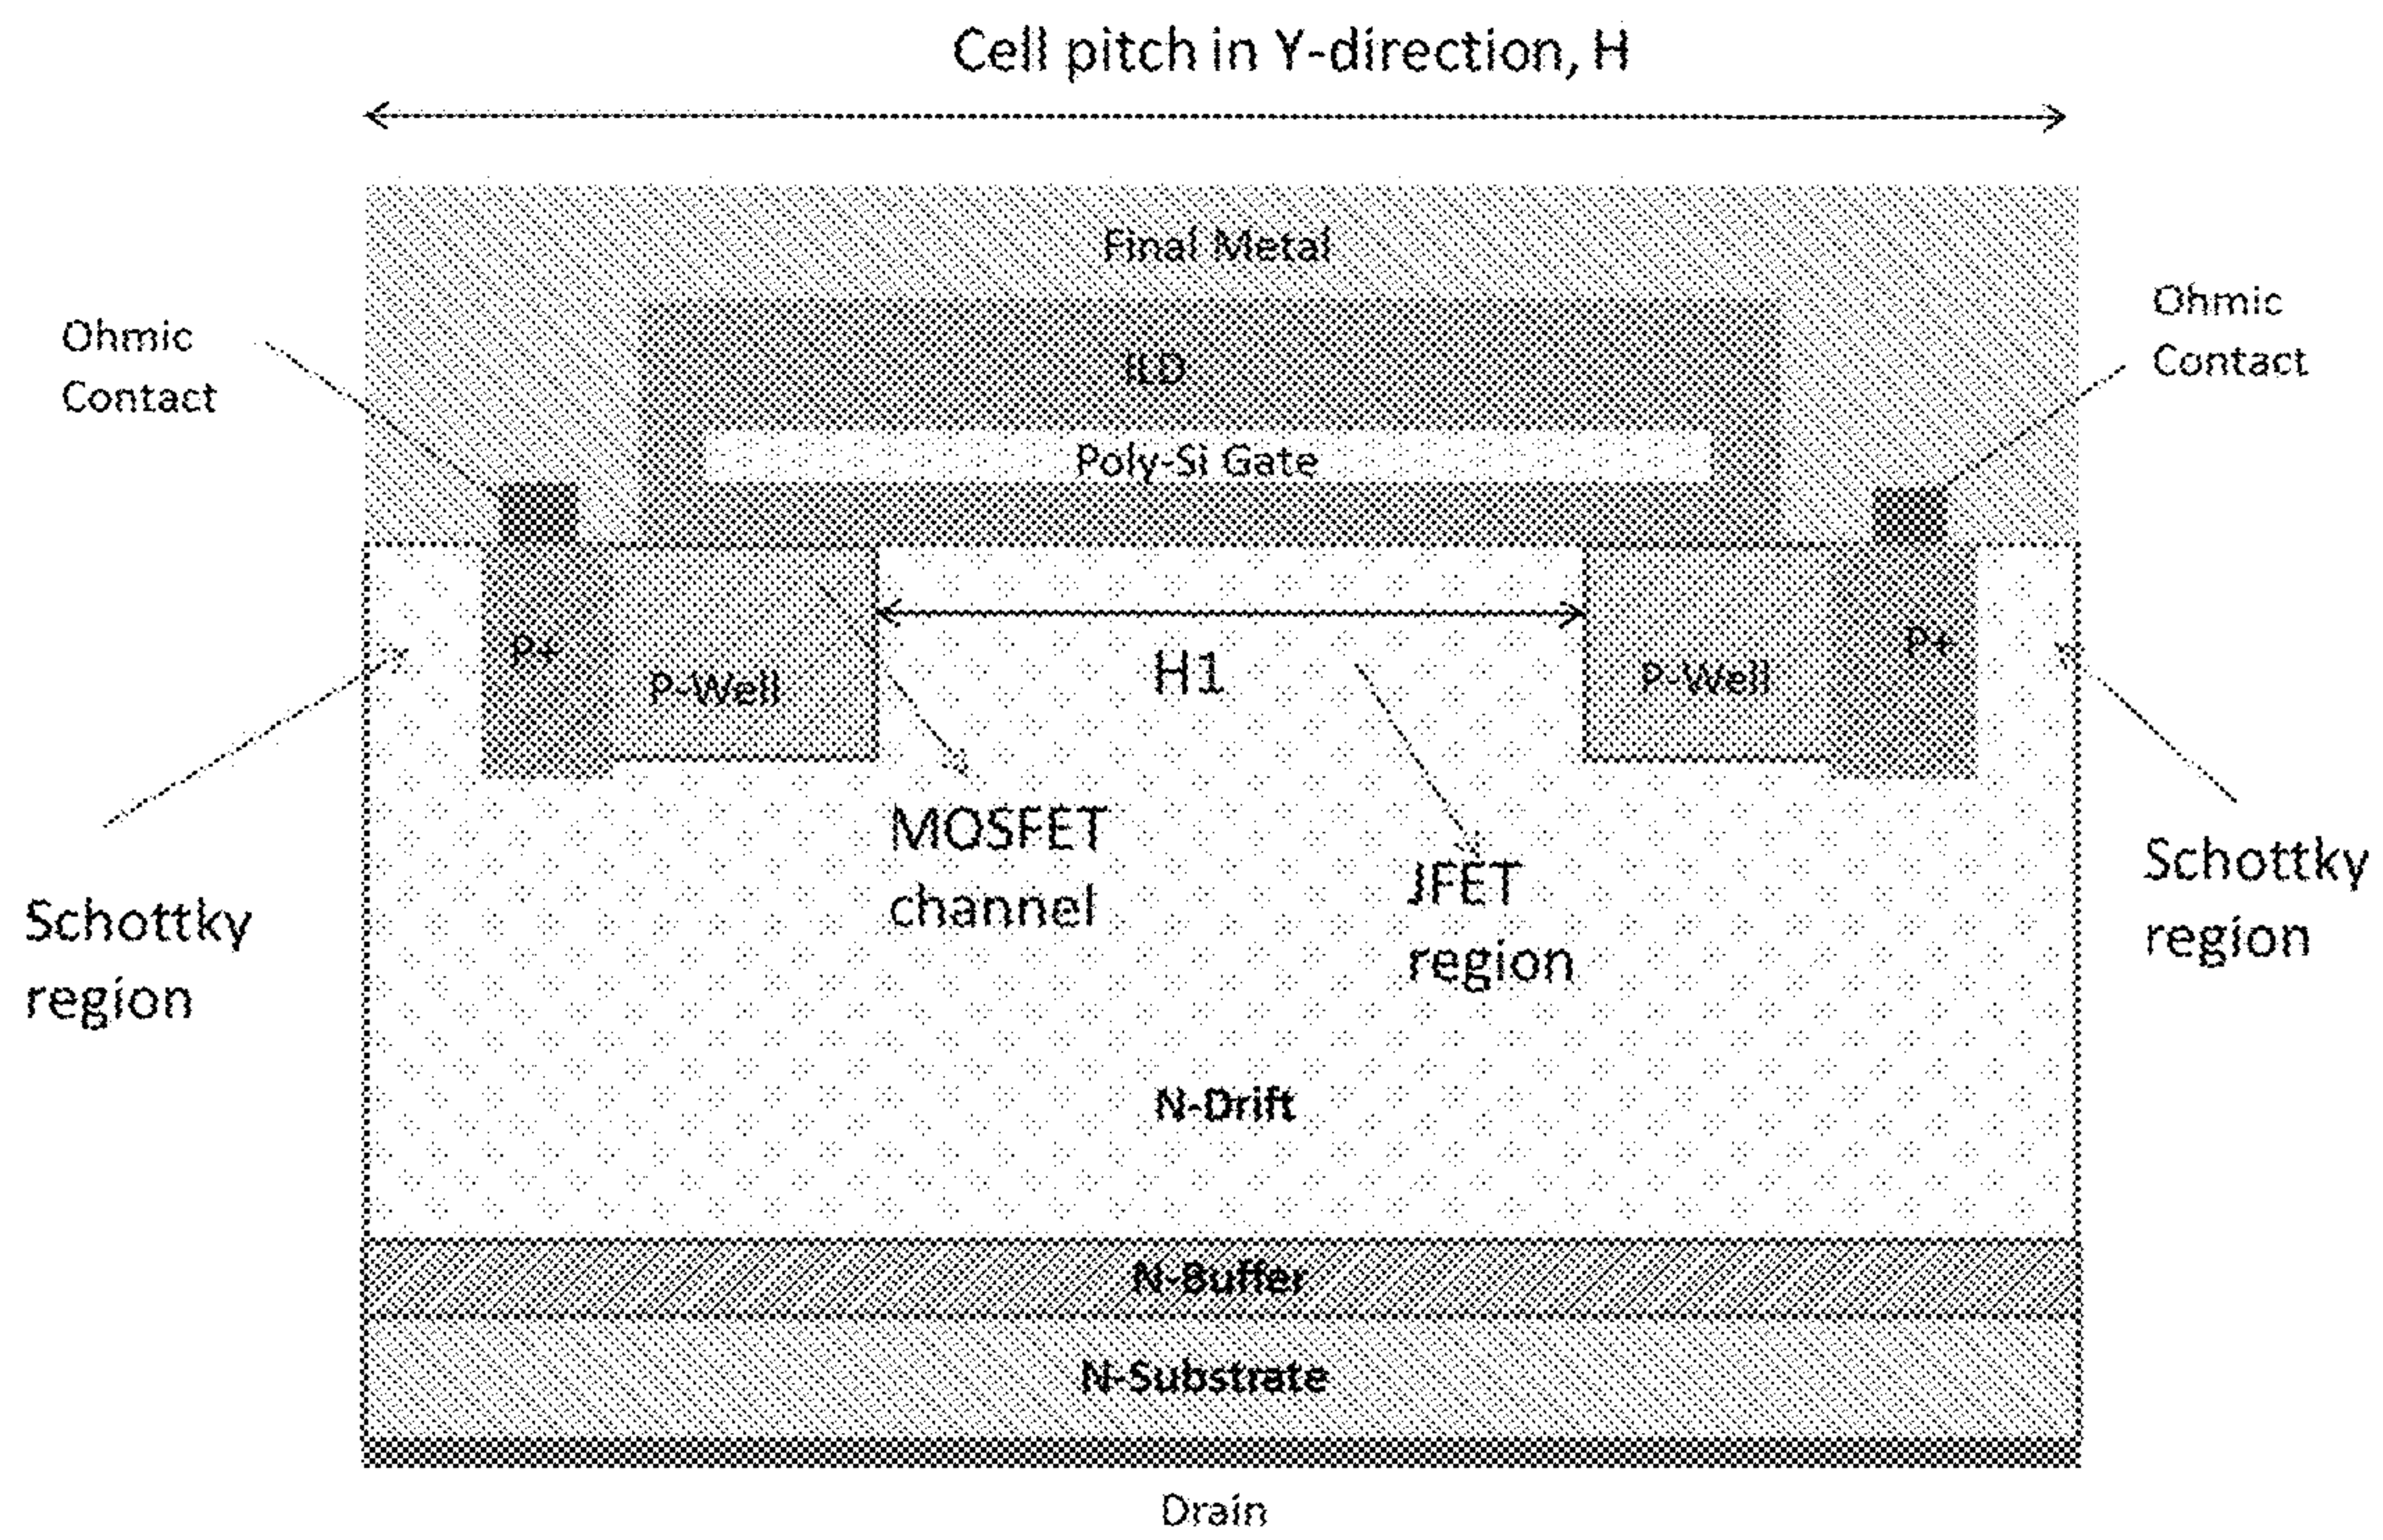 Cell pitch in Y-direction, H
Final Metal
Ohmic
Contact
Ohmic
Contact
ILD
Poly-Si Gate
P+
P-Well
H1
P-Well
P+
MOSFET
channel
JFET
region
Schottky
region
Schottky
region
N-Drift
N-Buffer
N-Substrate
Drain